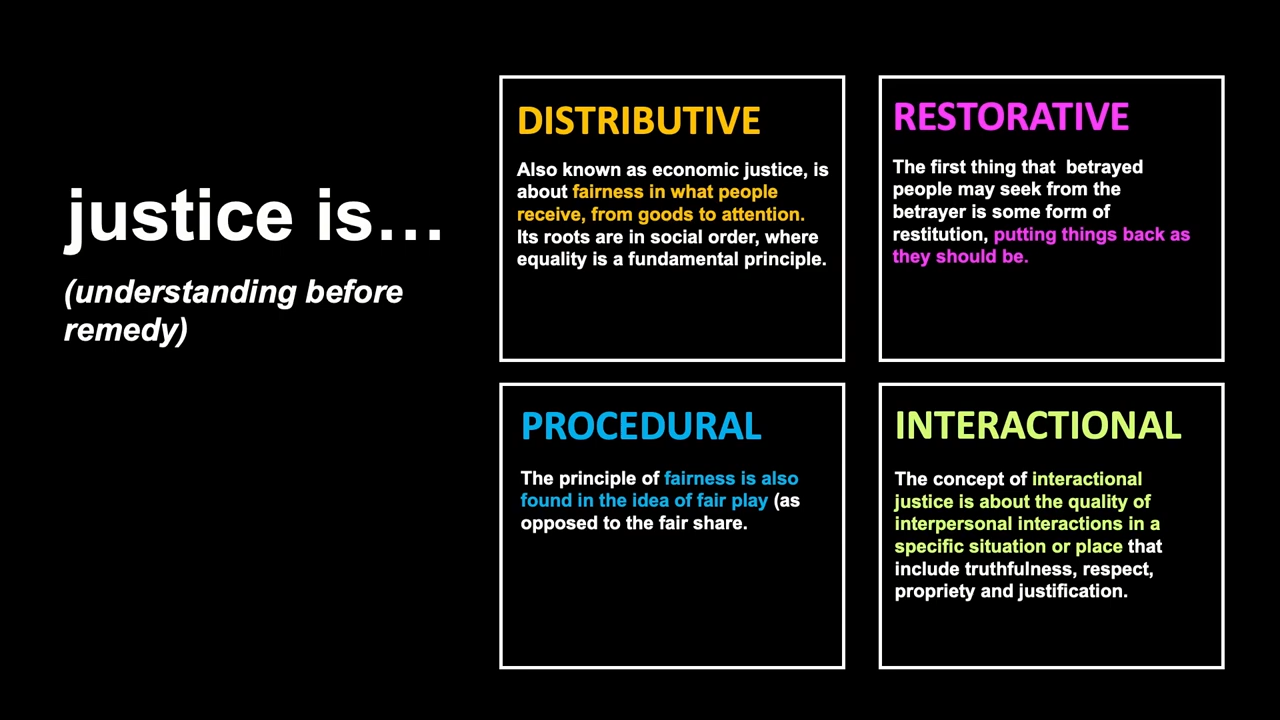 justice is…
(understanding before
remedy)
DISTRIBUTIVE
Also known as economic justice, is
about fairness in what people
receive, from goods to attention.
Its roots are in social order, where
equality is a fundamental principle.
RESTORATIVE
The first thing that  betrayed
people may seek from the
betrayer is some form of
restitution, putting things back as
they should be.
PROCEDURAL
The principle of fairness is also
found in the idea of fair play (as
opposed to the fair share.
INTERACTIONAL
The concept of interactional
justice is about the quality of
interpersonal interactions in a
specific situation or place that
include truthfulness, respect,
propriety and justification.